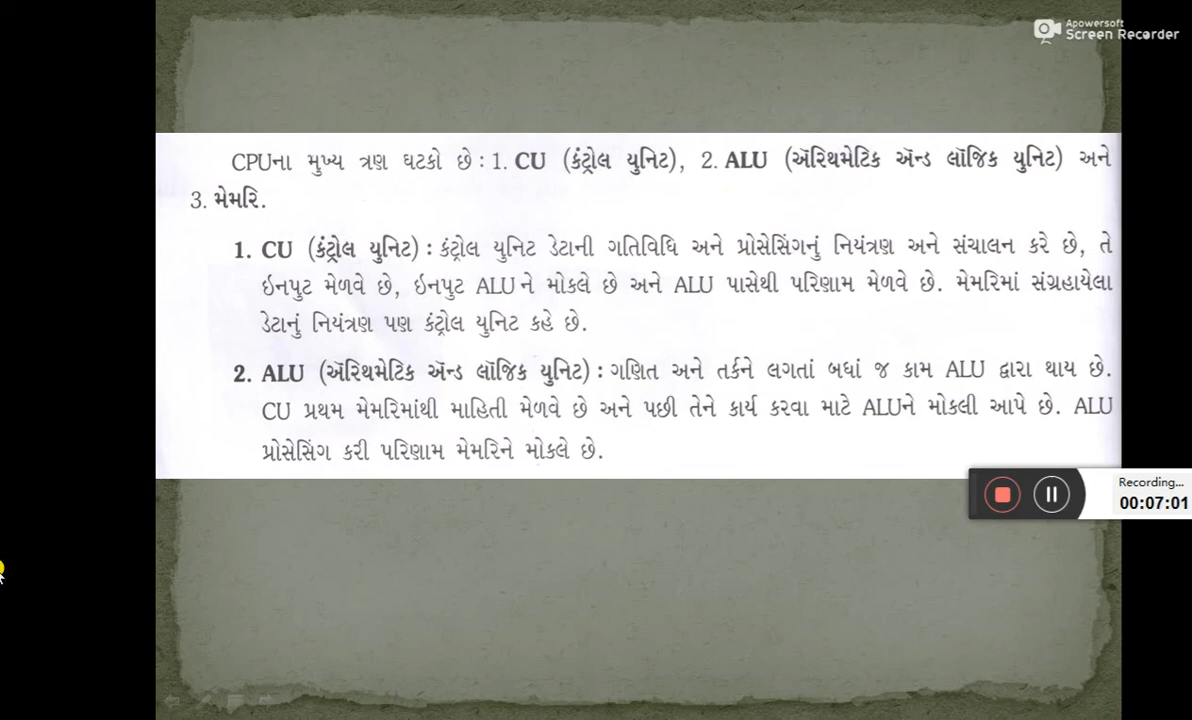 Apowersoft
Screen Recorder
CPUના મુખ્ય ત્રણ ઘટકો છે : 1. CU (કંટ્રોલ યુનિટ), 2. ALU (ઍરિથમેટિક ઍન્ડ લૉજિક યુનિટ) અને
3. મેમરિ.
1. CU (કંટ્રોલ યુનિટ) : કંટ્રોલ યુનિટ ડેટાની ગતિવિધિ અને પ્રોસેસિંગનું નિયંત્રણ અને સંચાલન કરે છે, તે
ઇનપુટ મેળવે છે, ઇનપુટ ALU ને મોકલે છે અને ALU પાસેથી પરિણામ મેળવે છે. મેમરિમાં સંગ્રહાયેલા
ડેટાનું નિયંત્રણ પણ કંટ્રોલ યુનિટ કહે છે.
2. ALU (ઍરિથમેટિક ઍન્ડ લૉજિક યુનિટ) : ગણિત અને તર્કને લગતાં બધાં જ કામ ALU દ્વારા થાય છે.
CU પ્રથમ મેમરિમાંથી માહિતી મેળવે છે અને પછી તેને કાર્ય કરવા માટે ALUને મોકલી આપે છે. ALU
પ્રોસેસિંગ કરી પરિણામ મેમરિને મોકલે છે.
Recording...
00:07:01